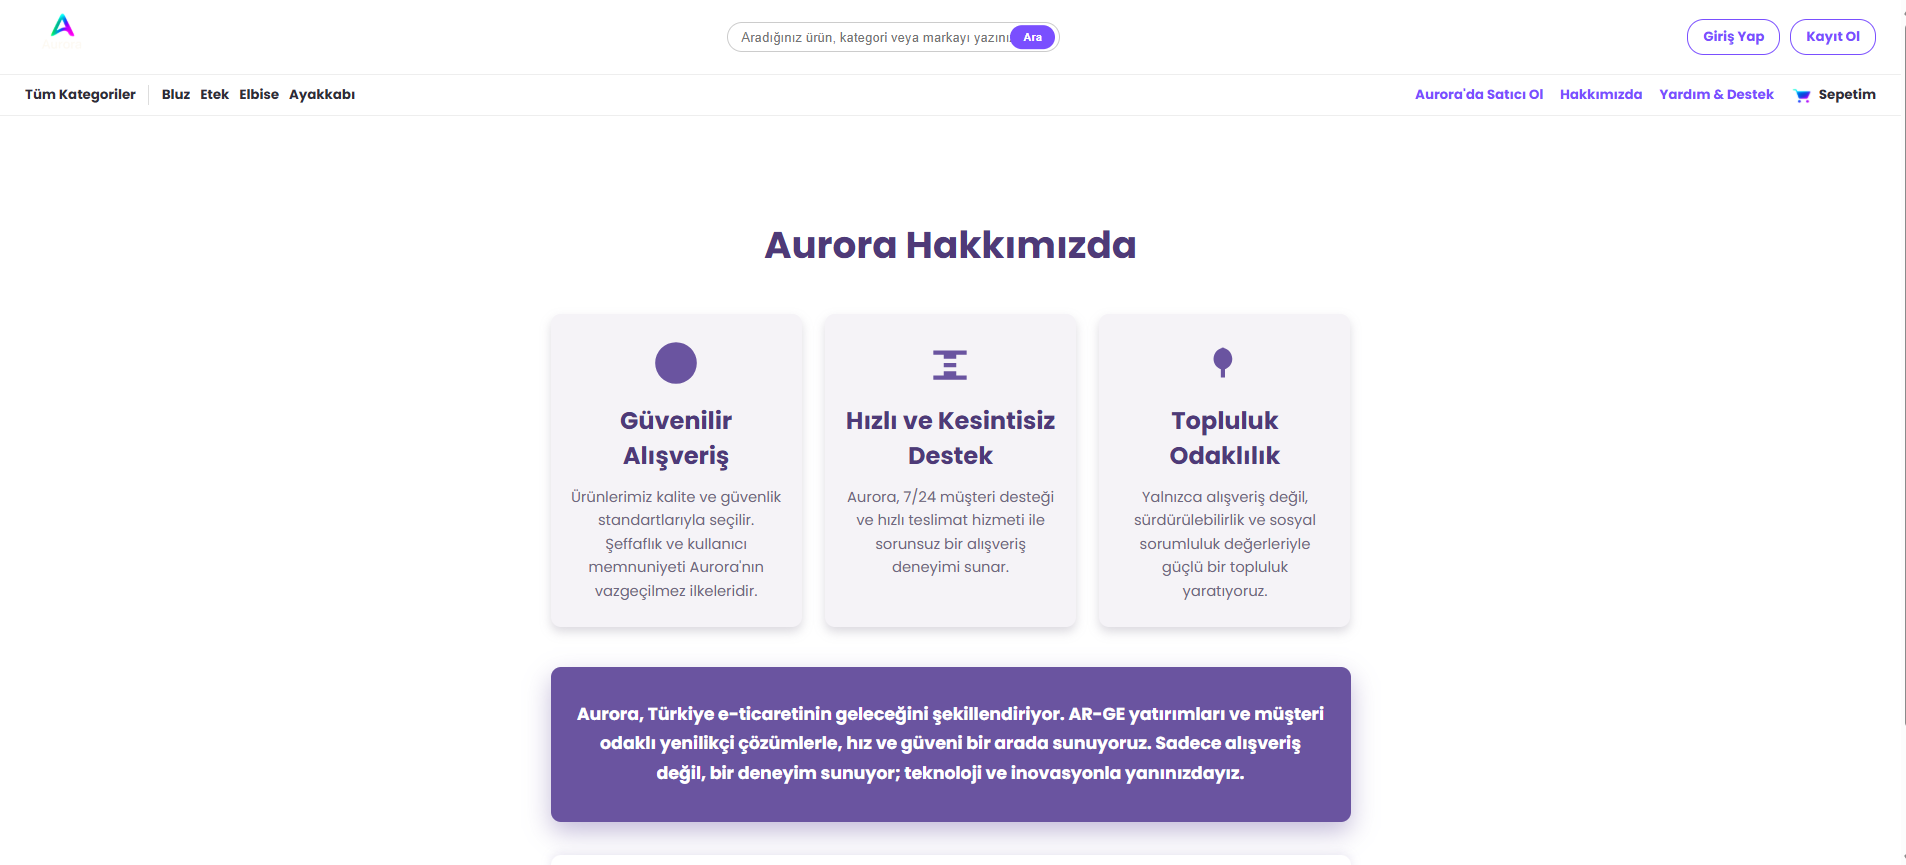 Aradığınız ürün, kategori veya markayı yazını
Ara
Giriş Yap
Kayıt Ol
Tüm Kategoriler
Bluz Etek Elbise Ayakkabı
Aurora'da Satıcı Ol
Hakkımızda
Yardım & Destek
Sepetim
Aurora Hakkımızda
Güvenilir
Alışveriş
Ürünlerimiz kalite ve güvenlik
standartlarıyla seçilir.
Şeffaflık ve kullanıcı
memnuniyeti Aurora'nın
vazgeçilmez ilkeleridir.
Hızlı ve Kesintisiz
Destek
Aurora, 7/24 müşteri desteği
ve hızlı teslimat hizmeti ile
sorunsuz bir alışveriş
deneyimi sunar.
Topluluk
Odaklılık
Yalnızca alışveriş değil,
sürdürülebilirlik ve sosyal
sorumluluk değerleriyle
güçlü bir topluluk
yaratıyoruz.
Aurora, Türkiye e-ticaretinin geleceğini şekillendiriyor. AR-GE yatırımları ve müşteri
odaklı yenilikçi çözümlerle, hız ve güveni bir arada sunuyoruz. Sadece alışveriş
değil, bir deneyim sunuyor; teknoloji ve inovasyonla yanınızdayız.